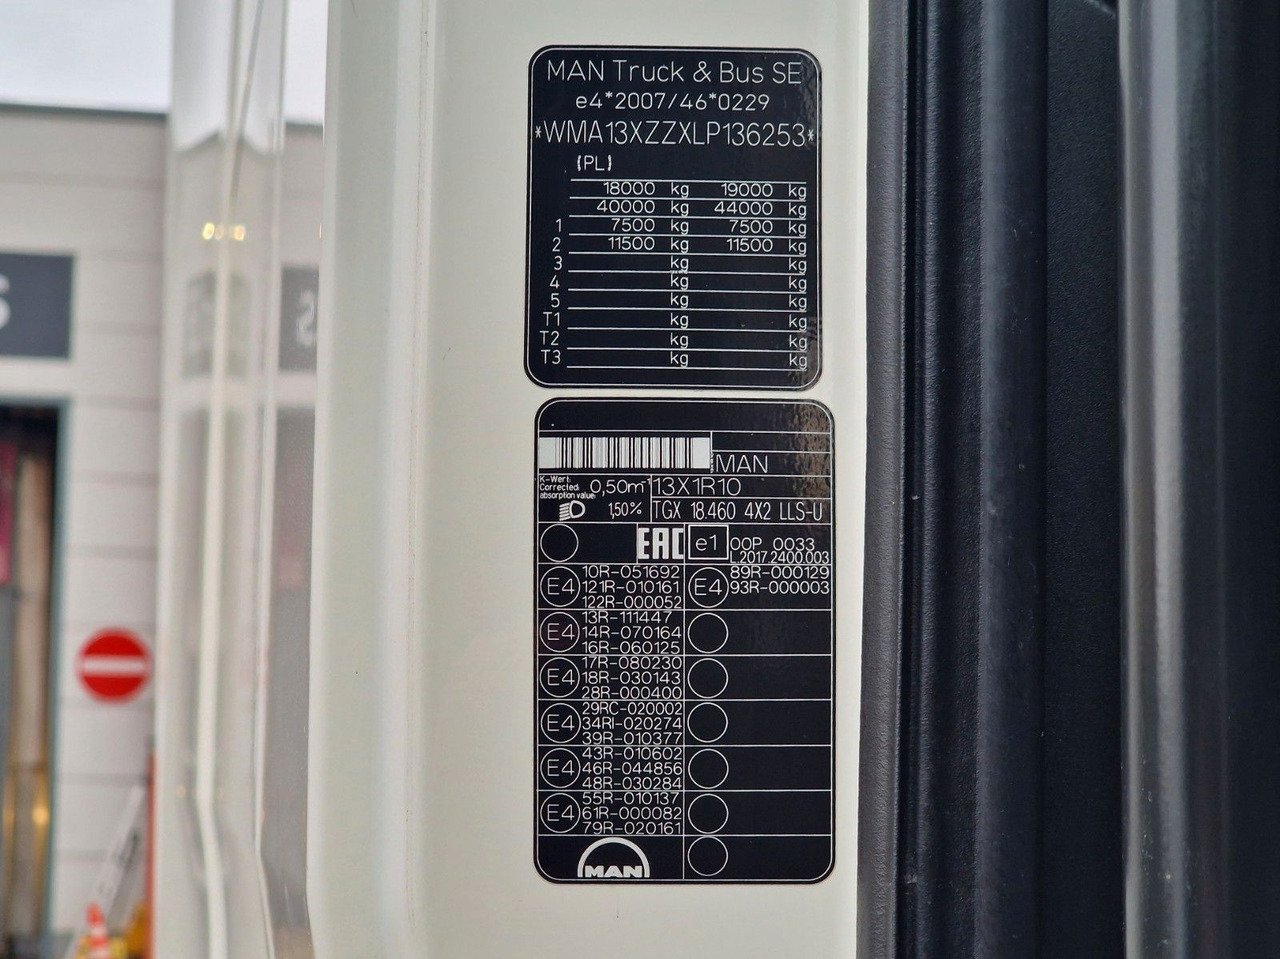 MAN Truck & Bus SE
e4*2007/46*0229
*WMA13XZZXLP136253*
(PL)
18000 kg 19000 kg
40000 kg 44000 kg
1 7500 kg 7500 kg
2 11500 kg 11500 kg
3 kg kg
4 kg kg
5 kg kg
T1 kg kg
T2 kg kg
T3 kg kg
MAN
K-Wert:
Corrected
absorption value:
0,50m⁻¹
13X1R10
1,50%
TGX 18.460 4X2 LLS-U
EAC
e1
00P 0033
L.2017.2400.003
E4
10R-051692
121R-010161
122R-000052
E4
89R-000129
93R-000003
E4
13R-111447
14R-070164
16R-060125
E4
17R-080230
18R-030143
28R-000400
E4
29RC-020002
34RI-020274
39R-010377
E4
43R-010602
46R-044856
48R-030284
E4
55R-010137
61R-000082
79R-020161
MAN
S